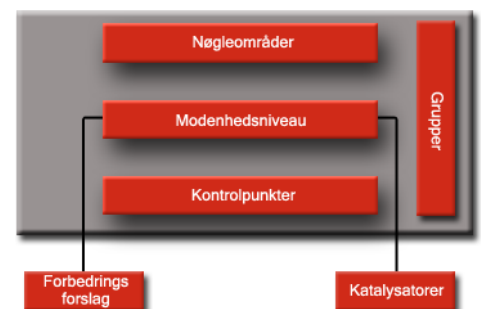 Nøgleområder
Modenhedsniveau
Kontrolpunkter
Grupper
Forbedrings
forslag
Katalysatorer